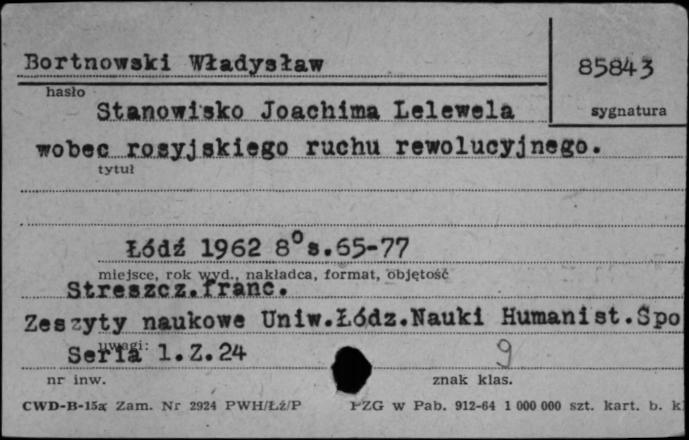 Bortnowski Władysław
85843
hasło
sygnatura
Stanowisko Joachima Lelewela
wobec rosyjskiego ruchu rewolucyjnego.
tytuł
Łódź 1962 8° s.65-77
miejsce, rok wyd., nakładca, format, objętość
Streszcz.franc.
Zeszyty naukowe Uniw.Łódz.Nauki Humanist.Spo
uwagi:
Seria 1.Z.24
9
nr inw.
znak klas.
CWD-B-15a Zam. Nr 2924 PWH/Łź/P PZG w Pab. 912-64 1 000 000 szt. kart. b. k